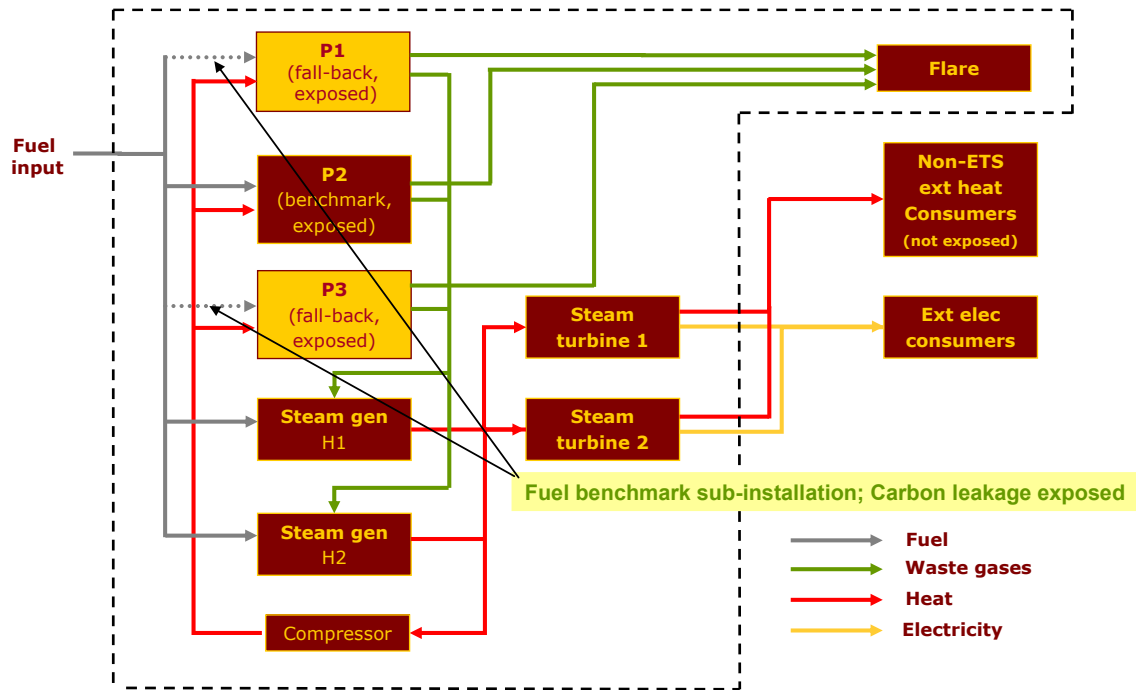 P1
(fall-back,
exposed)
Flare
Fuel
input
P2
(benchmark,
exposed)
Non-ETS
ext heat
Consumers
(not exposed)
P3
(fall-back,
exposed)
Steam
turbine 1
Ext elec
consumers
Steam gen
H1
Steam
turbine 2
Fuel benchmark sub-installation; Carbon leakage exposed
Steam gen
H2
Fuel
Waste gases
Heat
Electricity
Compressor